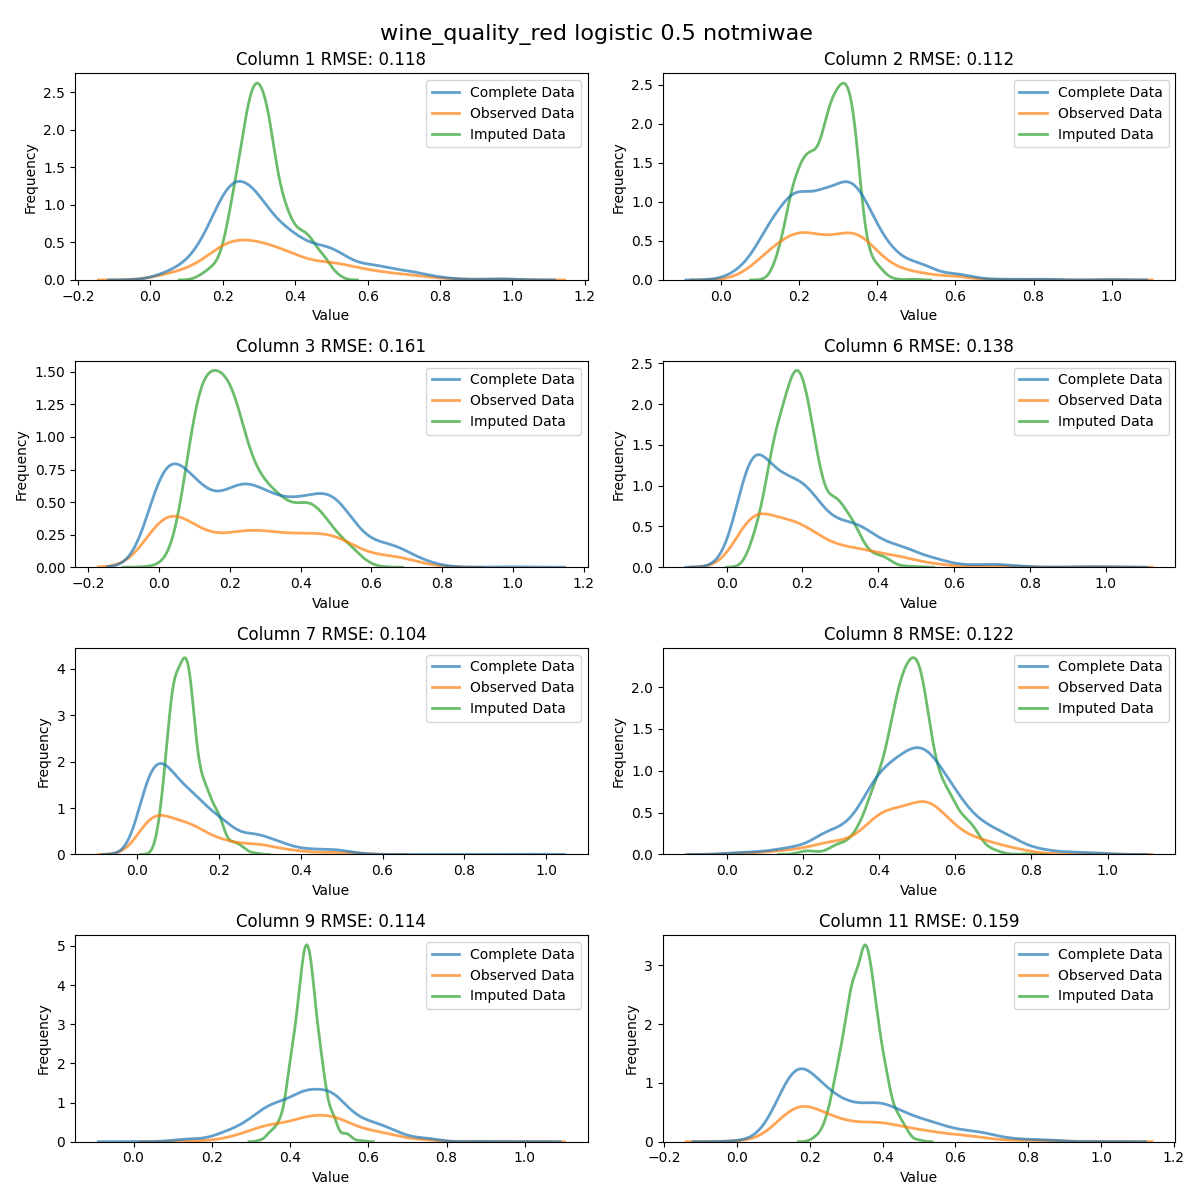 wine_quality_red logistic 0.5 notmiwae
Column 1 RMSE: 0.118
Frequency
2.5
2.0
1.5
1.0
0.5
0.0
−0.2 0.0 0.2 0.4 0.6 0.8 1.0 1.2
Value
Complete Data
Observed Data
Imputed Data
Column 2 RMSE: 0.112
Frequency
2.5
2.0
1.5
1.0
0.5
0.0
0.0 0.2 0.4 0.6 0.8 1.0
Value
Complete Data
Observed Data
Imputed Data
Column 3 RMSE: 0.161
Frequency
1.50
1.25
1.00
0.75
0.50
0.25
0.00
−0.2 0.0 0.2 0.4 0.6 0.8 1.0 1.2
Value
Complete Data
Observed Data
Imputed Data
Column 6 RMSE: 0.138
Frequency
2.5
2.0
1.5
1.0
0.5
0.0
0.0 0.2 0.4 0.6 0.8 1.0
Value
Complete Data
Observed Data
Imputed Data
Column 7 RMSE: 0.104
Frequency
4
3
2
1
0
0.0 0.2 0.4 0.6 0.8 1.0
Value
Complete Data
Observed Data
Imputed Data
Column 8 RMSE: 0.122
Frequency
2.0
1.5
1.0
0.5
0.0
0.0 0.2 0.4 0.6 0.8 1.0
Value
Complete Data
Observed Data
Imputed Data
Column 9 RMSE: 0.114
Frequency
5
4
3
2
1
0
0.0 0.2 0.4 0.6 0.8 1.0
Value
Complete Data
Observed Data
Imputed Data
Column 11 RMSE: 0.159
Frequency
3
2
1
0
−0.2 0.0 0.2 0.4 0.6 0.8 1.0 1.2
Value
Complete Data
Observed Data
Imputed Data